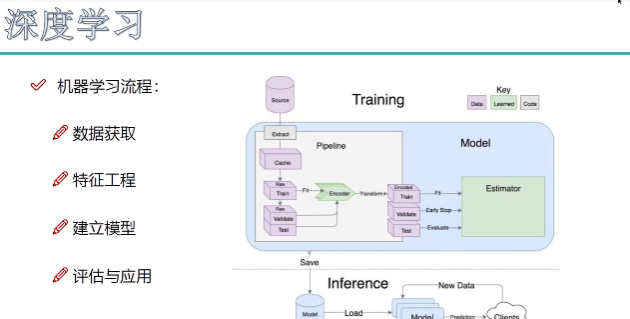 深度学习
机器学习流程:
数据获取
特征工程
建立模型
评估与应用
Training
Key
Data
Learned
Code
Source
Extract
Pipeline
Model
Cache
Raw
Train
Fit
Encoder
Transform
Encoded
Train
Fit
Estimator
Raw
Validate
Test
Validate
Early Stop
Test
Evaluate
Save
Inference
New Data
Model
Load
Model
Prediction
Clients